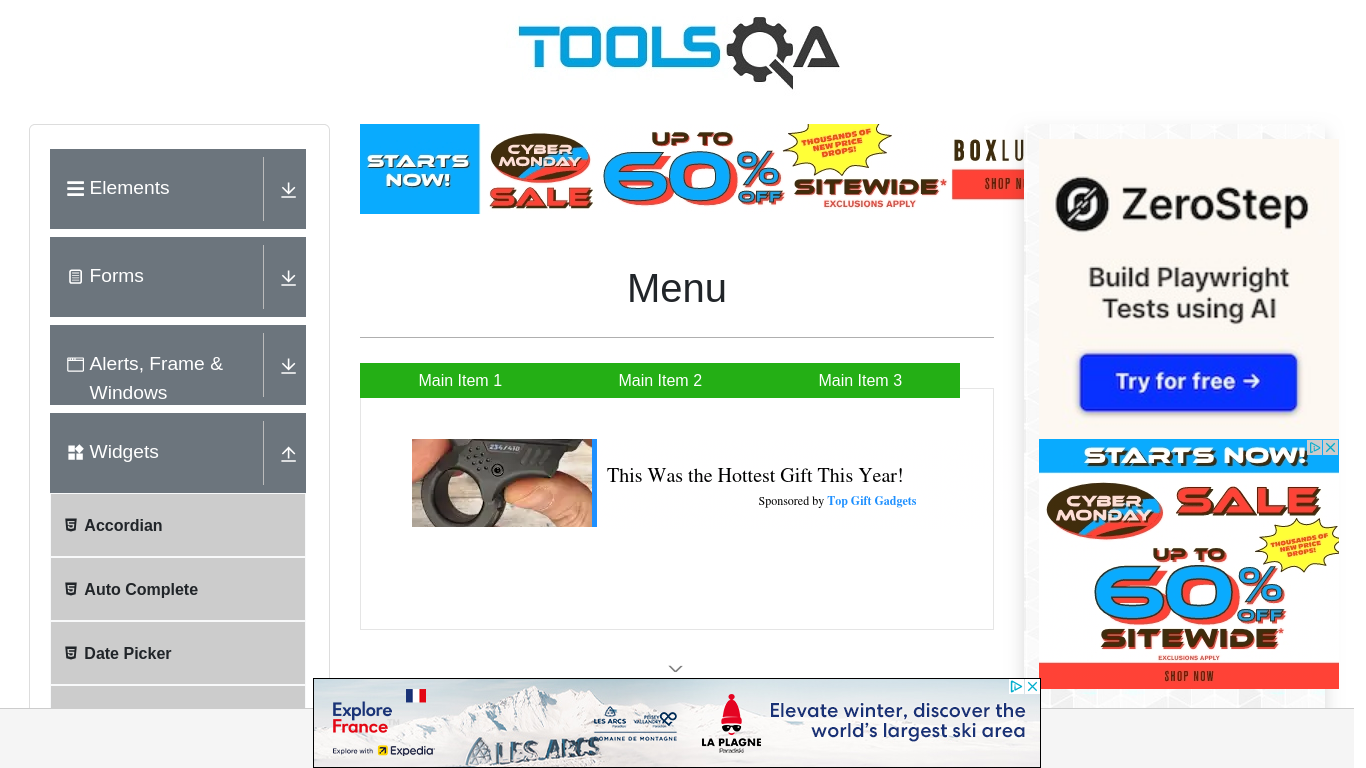 TOOLSQA
Elements
Forms
Alerts, Frame &
Windows
Widgets
Accordian
Auto Complete
Date Picker
STARTS
NOW!
CYBER
MONDAY
SALE
UP TO
60% OFF
THOUSANDS OF
NEW PRICE
DROPS!
SITEWIDE*
EXCLUSIONS APPLY
BOXLU
SHOP N
Menu
Main Item 1
Main Item 2
Main Item 3
234/410
This Was the Hottest Gift This Year!
Sponsored by Top Gift Gadgets
ZeroStep
Build Playwright
Tests using AI
Try for free →
STARTS NOW!
CYBER
MONDAY
SALE
THOUSANDS OF
NEW PRICE
DROPS!
UP TO
60% OFF
SITEWIDE*
EXCLUSIONS APPLY
SHOP NOW
Explore
France
Explore with Expedia
LES ARCS
PEISEY
VALLANDRY
DOMAINE DE MONTAGNE
LES ARCS
LA PLAGNE
Paradiski
Elevate winter, discover the
world's largest ski area